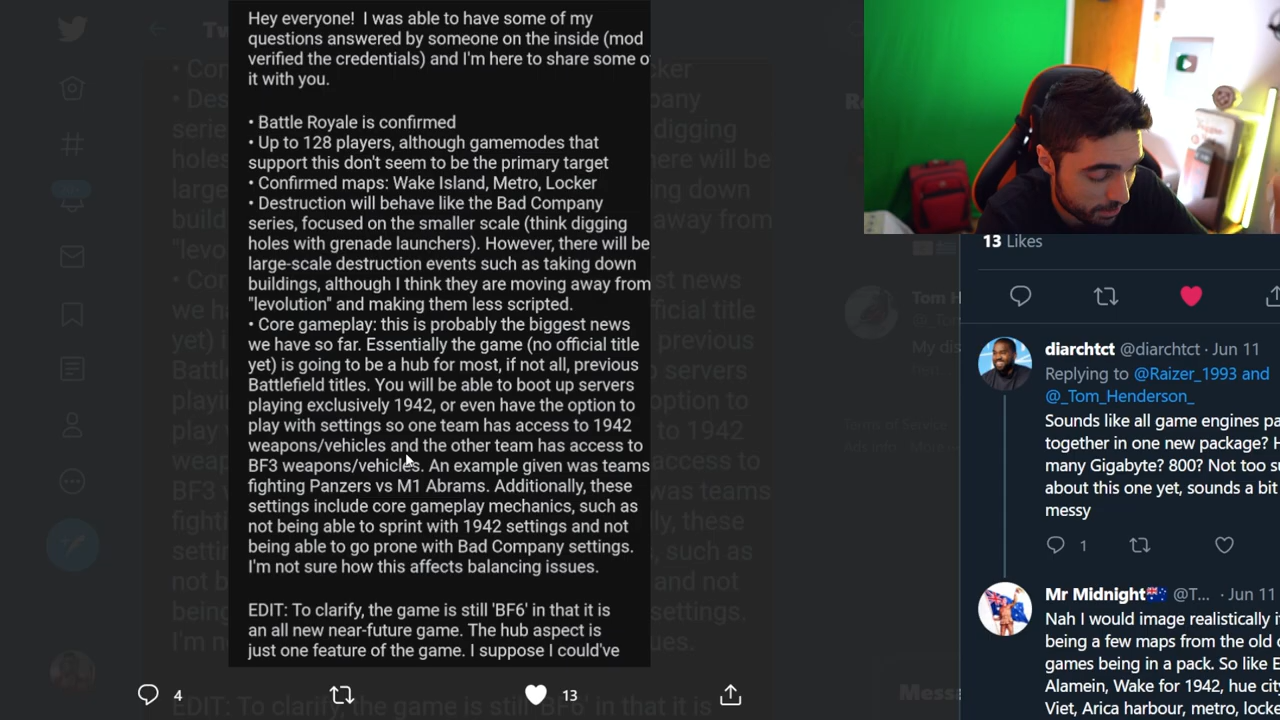 Hey everyone!  I was able to have some of my
questions answered by someone on the inside (mod
verified the credentials) and I'm here to share some o
it with you.
• Battle Royale is confirmed
• Up to 128 players, although gamemodes that
support this don't seem to be the primary target
• Confirmed maps: Wake Island, Metro, Locker
• Destruction will behave like the Bad Company
series, focused on the smaller scale (think digging
holes with grenade launchers). However, there will be
large-scale destruction events such as taking down
buildings, although I think they are moving away from
"levolution" and making them less scripted.
• Core gameplay: this is probably the biggest news
we have so far. Essentially the game (no official title
yet) is going to be a hub for most, if not all, previous
Battlefield titles. You will be able to boot up servers
playing exclusively 1942, or even have the option to
play with settings so one team has access to 1942
weapons/vehicles and the other team has access to
BF3 weapons/vehicles. An example given was teams
fighting Panzers vs M1 Abrams. Additionally, these
settings include core gameplay mechanics, such as
not being able to sprint with 1942 settings and not
being able to go prone with Bad Company settings.
I'm not sure how this affects balancing issues.
EDIT: To clarify, the game is still 'BF6' in that it is
an all new near-future game. The hub aspect is
just one feature of the game. I suppose I could've
4
13
13 Likes
diarchtct @diarchtct · Jun 11
Replying to @Raizer_1993 and
@_Tom_Henderson_
Sounds like all game engines pa
together in one new package? H
many Gigabyte? 800? Not too su
about this one yet, sounds a bit
messy
1
Mr Midnight @T... · Jun 11
Nah I would image realistically i
being a few maps from the old
games being in a pack. So like E
Alamein, Wake for 1942, hue city
Viet, Arica harbour, metro, locke